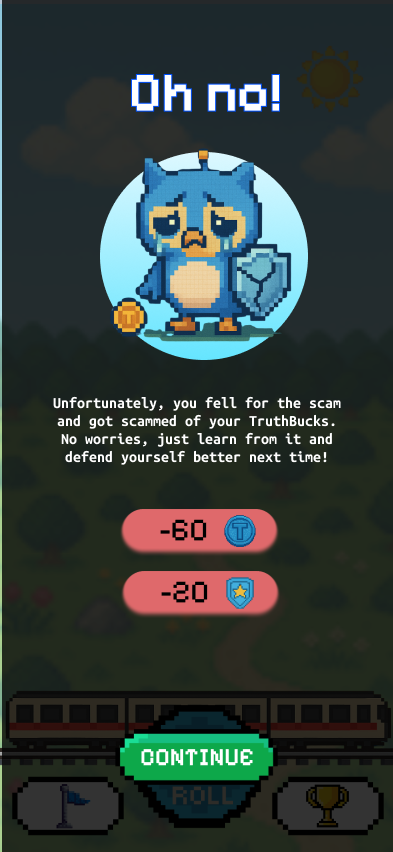 Oh no!
T
Unfortunately, you fell for the scam
and got scammed of your TruthBucks.
No worries, just learn from it and
defend yourself better next time!
-60 T
-20
CONTINUE
ROLL